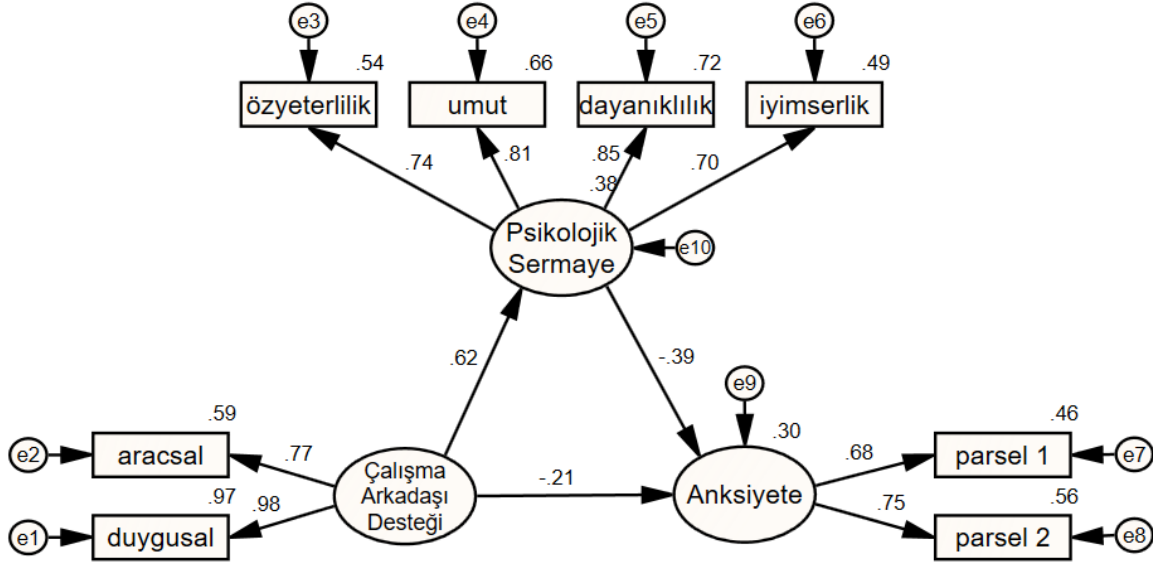 e3 e4 e5 e6
.54 .66 .72 .49
özyeterlilik umut dayanıklılık iyimserlik
.74 .81 .85 .70
.38
Psikolojik
Sermaye
e10
.62 -.39
e9
.59 .30 .46
e2 aracsal .77 .68 parsel 1 e7
Çalışma
Arkadaşı
Desteği
-.21
Anksiyete
.97 .98 .75 .56
e1 duygusal parsel 2 e8